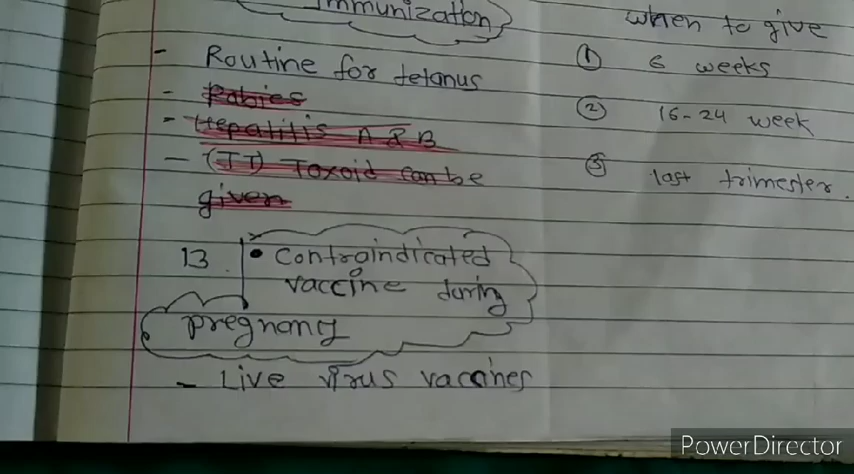 Immunization
- Routine for tetanus
- Rabies
- Hepatitis A & B
- (TT) Toxoid can be
given
when to give
① 6 weeks
② 16-24 week
③ last trimester.
13. • Contraindicated
vaccine during
pregnancy
- Live virus vaccines
PowerDirector